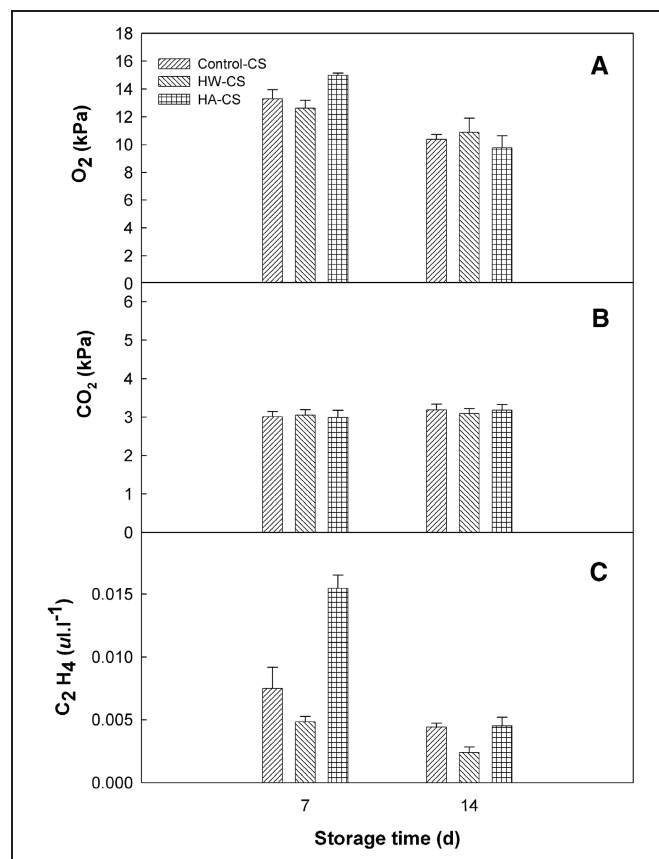 18
16
14
12
10
8
6
4
2
0
O2 (kPa)
Control-CS
HW-CS
HA-CS
A
6
5
4
3
2
1
0
CO2 (kPa)
B
0.015
0.010
0.005
0.000
C2 H4 (ul.l-1)
C
7 14
Storage time (d)